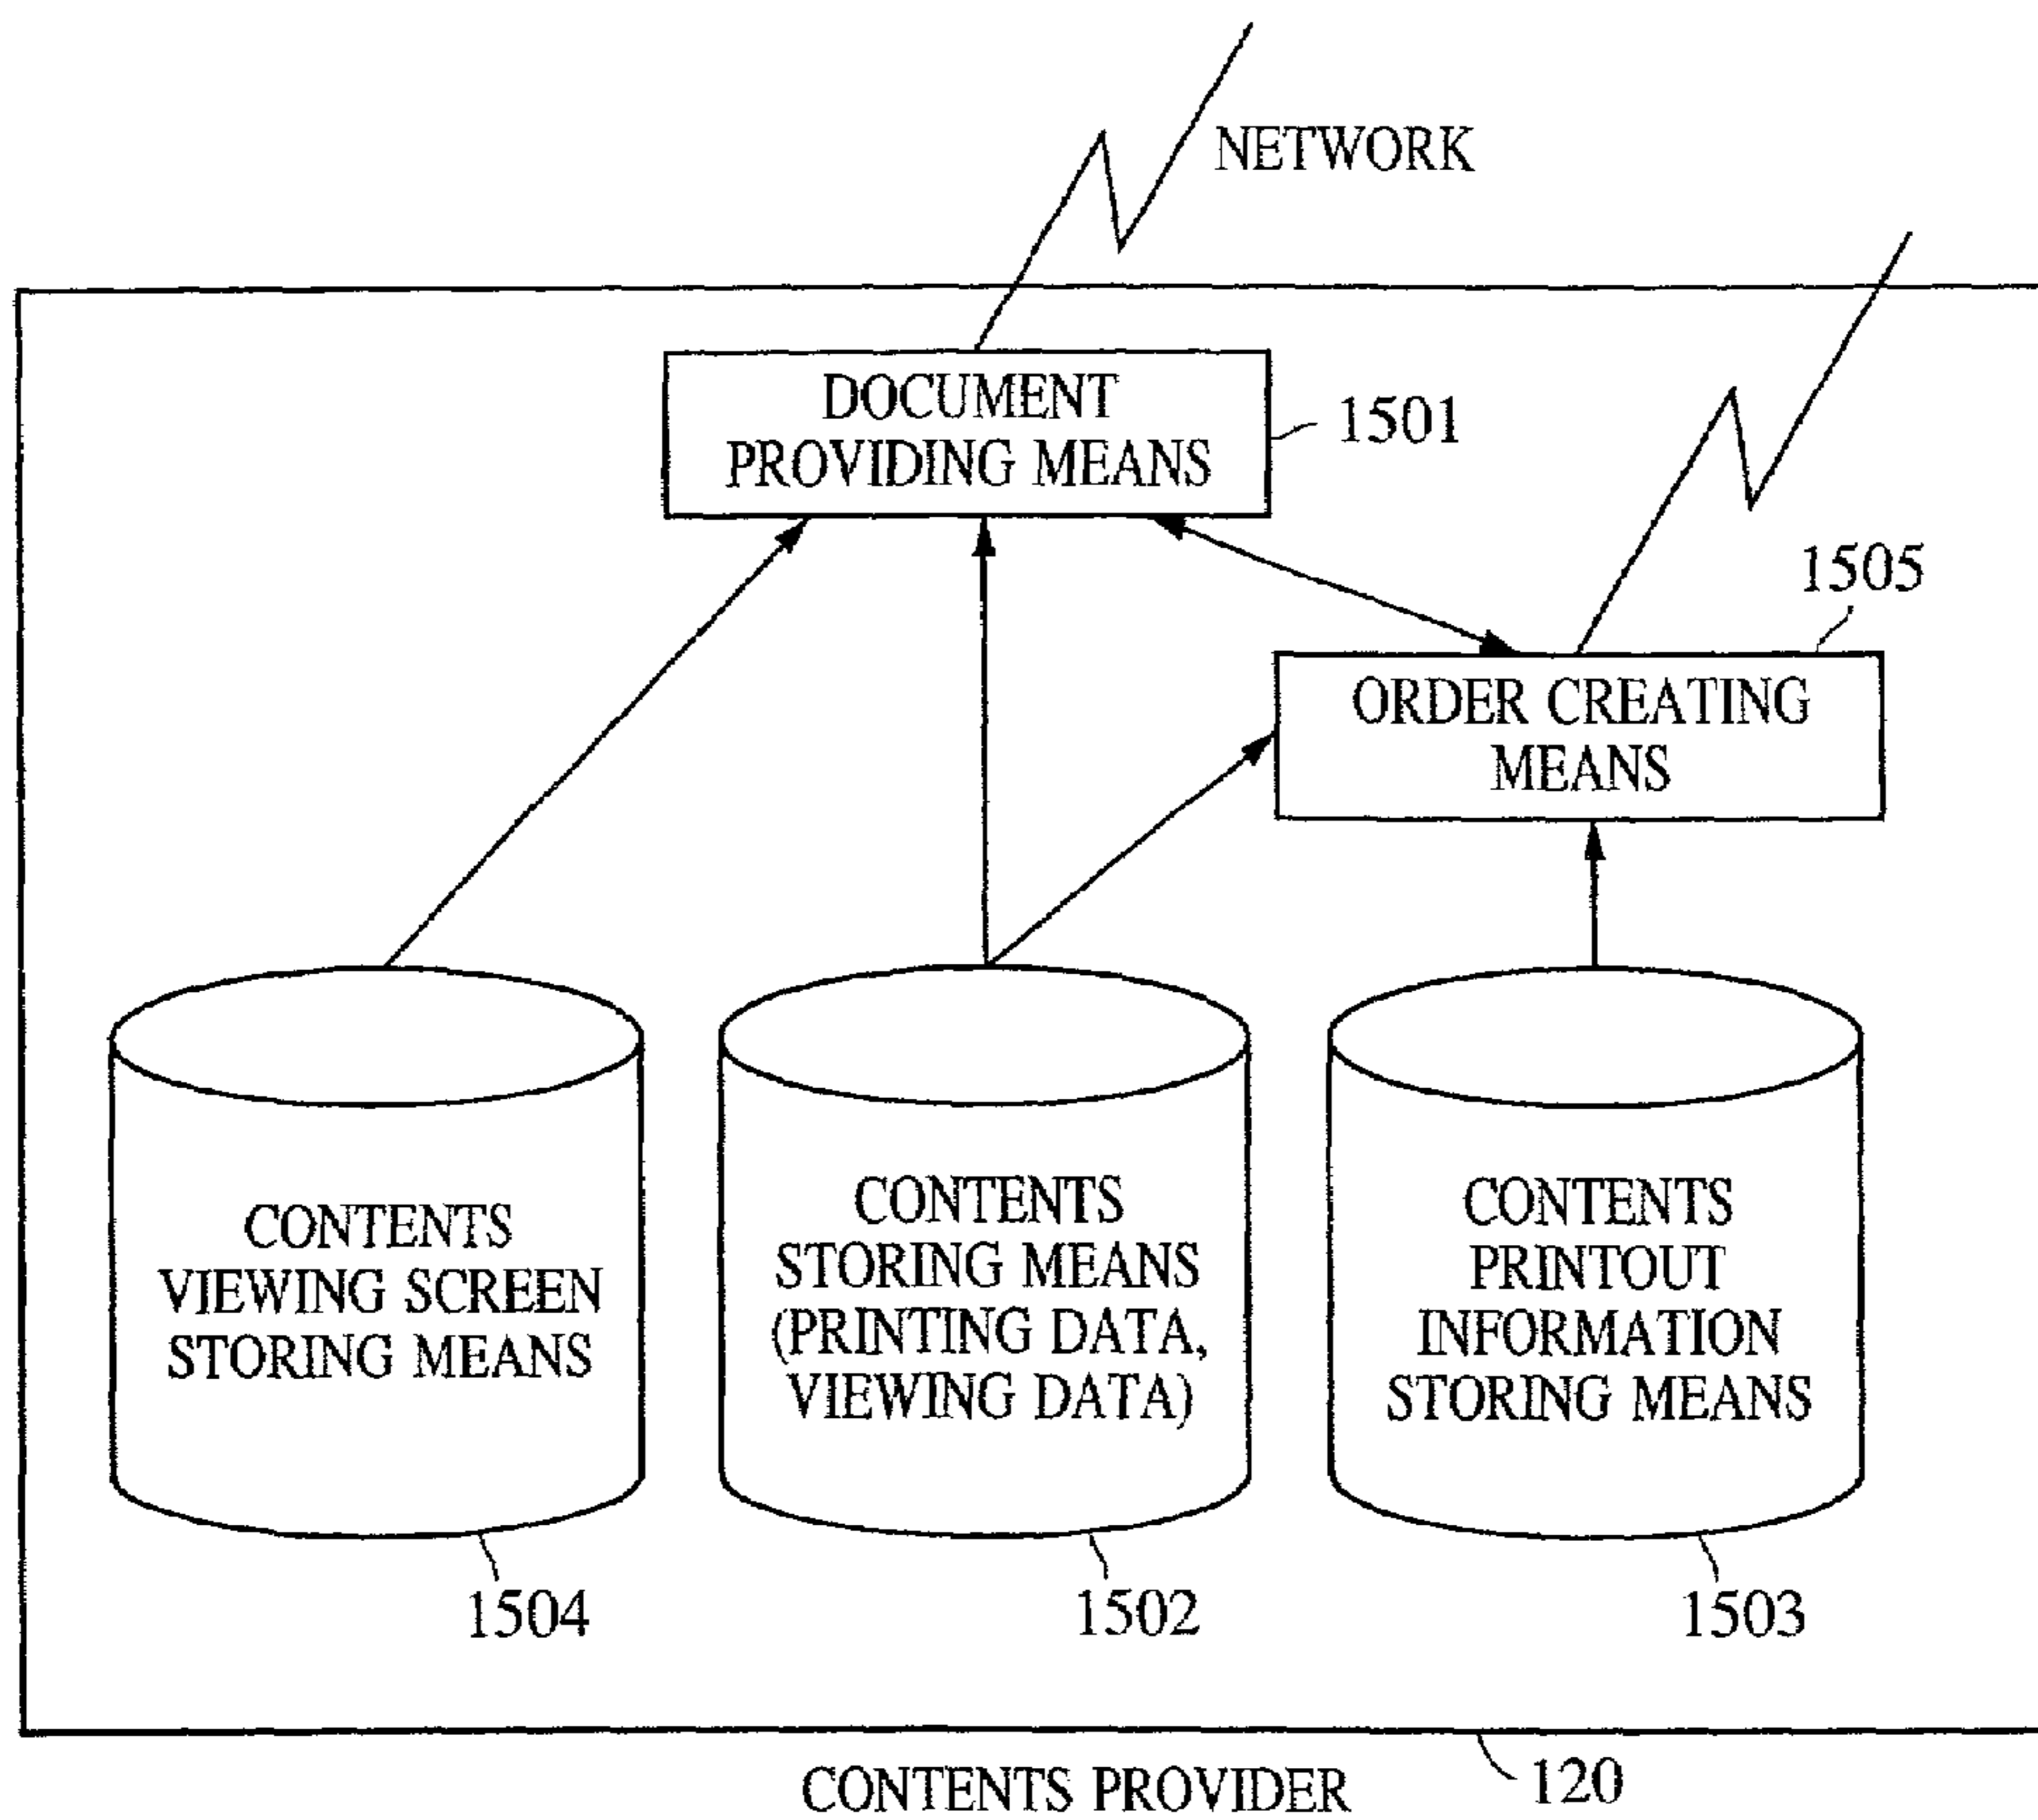 NETWORK
DOCUMENT
PROVIDING MEANS
1501
1505
ORDER CREATING
MEANS
CONTENTS
VIEWING SCREEN
STORING MEANS
CONTENTS
STORING MEANS
(PRINTING DATA,
VIEWING DATA)
CONTENTS
PRINTOUT
INFORMATION
STORING MEANS
1504
1502
1503
CONTENTS PROVIDER
120